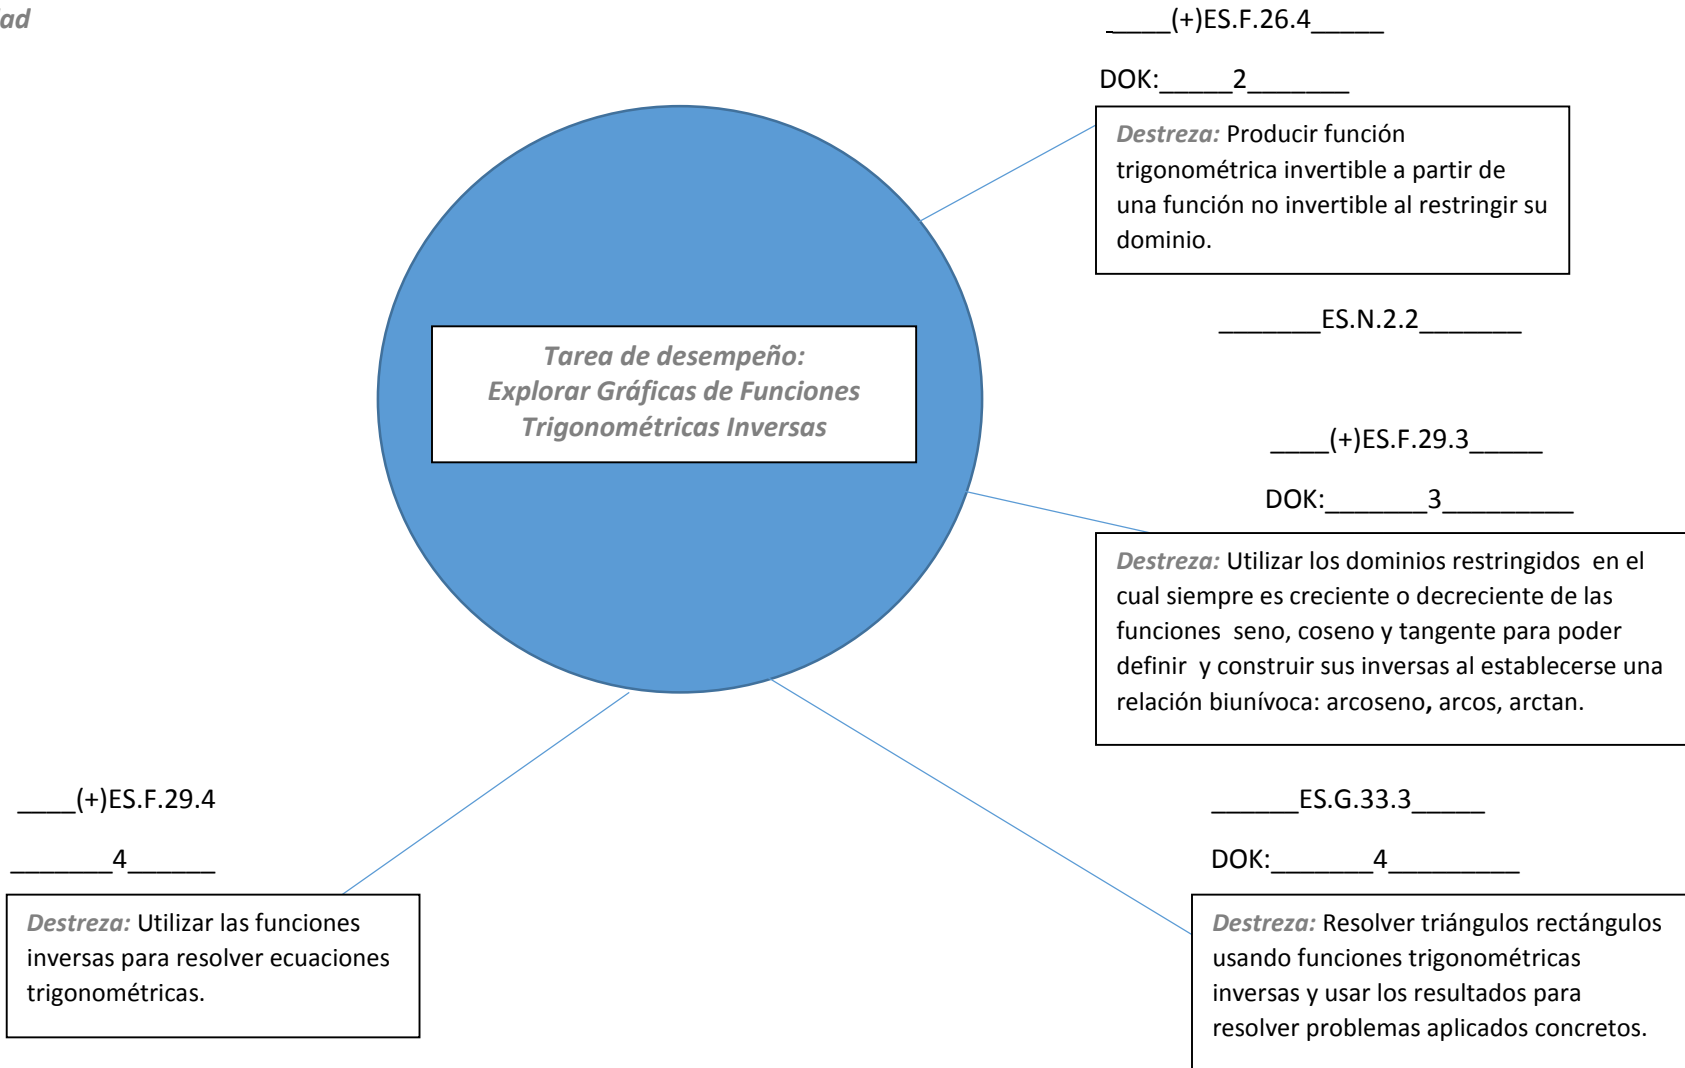 ____(+)ES.F.26.4_____
DOK:_____2_______
Destreza: Producir función
trigonométrica invertible a partir de
una función no invertible al restringir su
dominio.
_______ES.N.2.2_______
Tarea de desempeño:
Explorar Gráficas de Funciones
Trigonométricas Inversas
____(+)ES.F.29.3_____
DOK:_______3_________
Destreza: Utilizar los dominios restringidos en el
cual siempre es creciente o decreciente de las
funciones seno, coseno y tangente para poder
definir y construir sus inversas al establecerse una
relación biunívoca: arcoseno, arcos, arctan.
____(+)ES.F.29.4
_______4______
Destreza: Utilizar las funciones
inversas para resolver ecuaciones
trigonométricas.
______ES.G.33.3_____
DOK:_______4_________
Destreza: Resolver triángulos rectángulos
usando funciones trigonométricas
inversas y usar los resultados para
resolver problemas aplicados concretos.